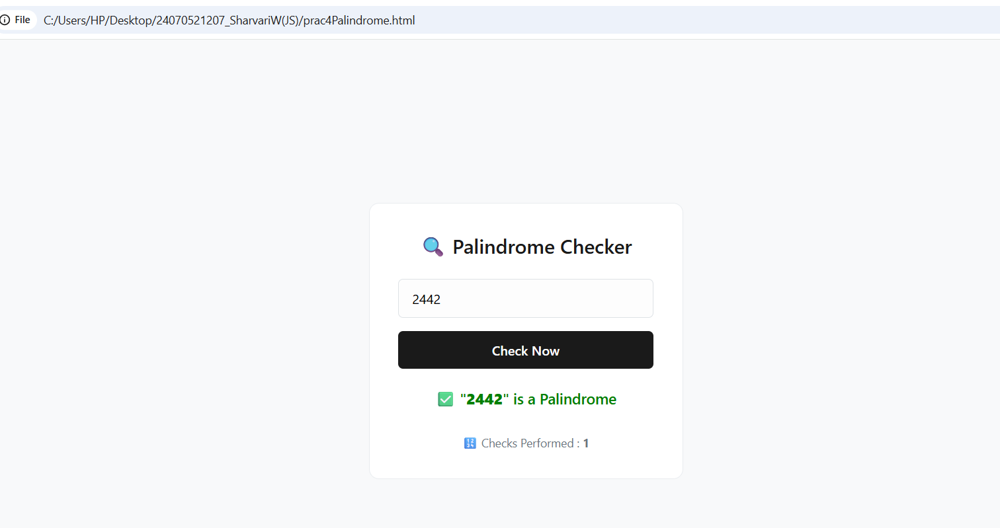 File C:/Users/HP/Desktop/24070521207_SharvariW(JS)/prac4Palindrome.html
🔍 Palindrome Checker
2442
Check Now
✅ "2442" is a Palindrome
🔢 Checks Performed : 1